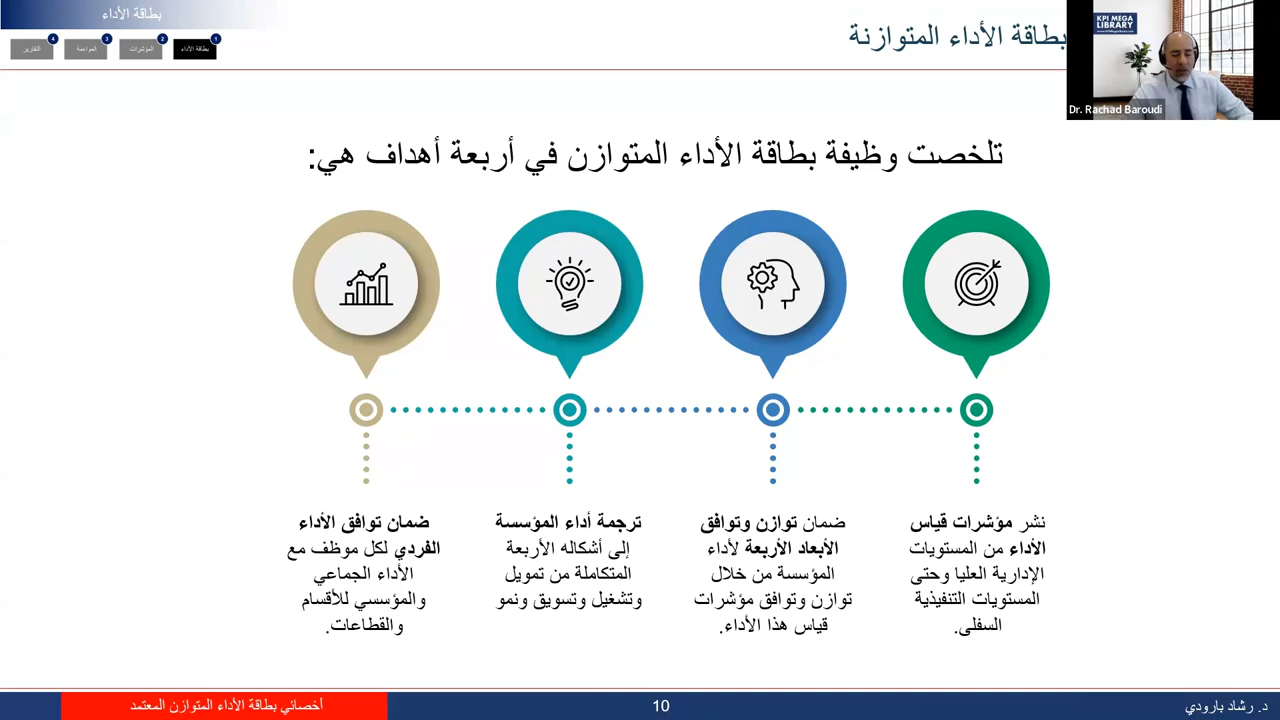 بطاقة الأداء
1
بطاقة الأداء
2
المؤشرات
3
المواءمة
4
التقارير
بطاقة الأداء المتوازنة
KPI MEGA
LIBRARY
Dr. Rachad Baroudi
تلخصت وظيفة بطاقة الأداء المتوازن في أربعة أهداف هي:
نشر مؤشرات قياس
الأداء من المستويات
الإدارية العليا وحتى
المستويات التنفيذية
السفلى.
ضمان توازن وتوافق
الأبعاد الأربعة لأداء
المؤسسة من خلال
توازن وتوافق مؤشرات
قياس هذا الأداء.
ترجمة أداء المؤسسة
إلى أشكاله الأربعة
المتكاملة من تمويل
وتشغيل وتسويق ونمو
ضمان توافق الأداء
الفردي لكل موظف مع
الأداء الجماعي
والمؤسسي للأقسام
والقطاعات.
د. رشاد بارودي
10
أخصائي بطاقة الأداء المتوازن المعتمد